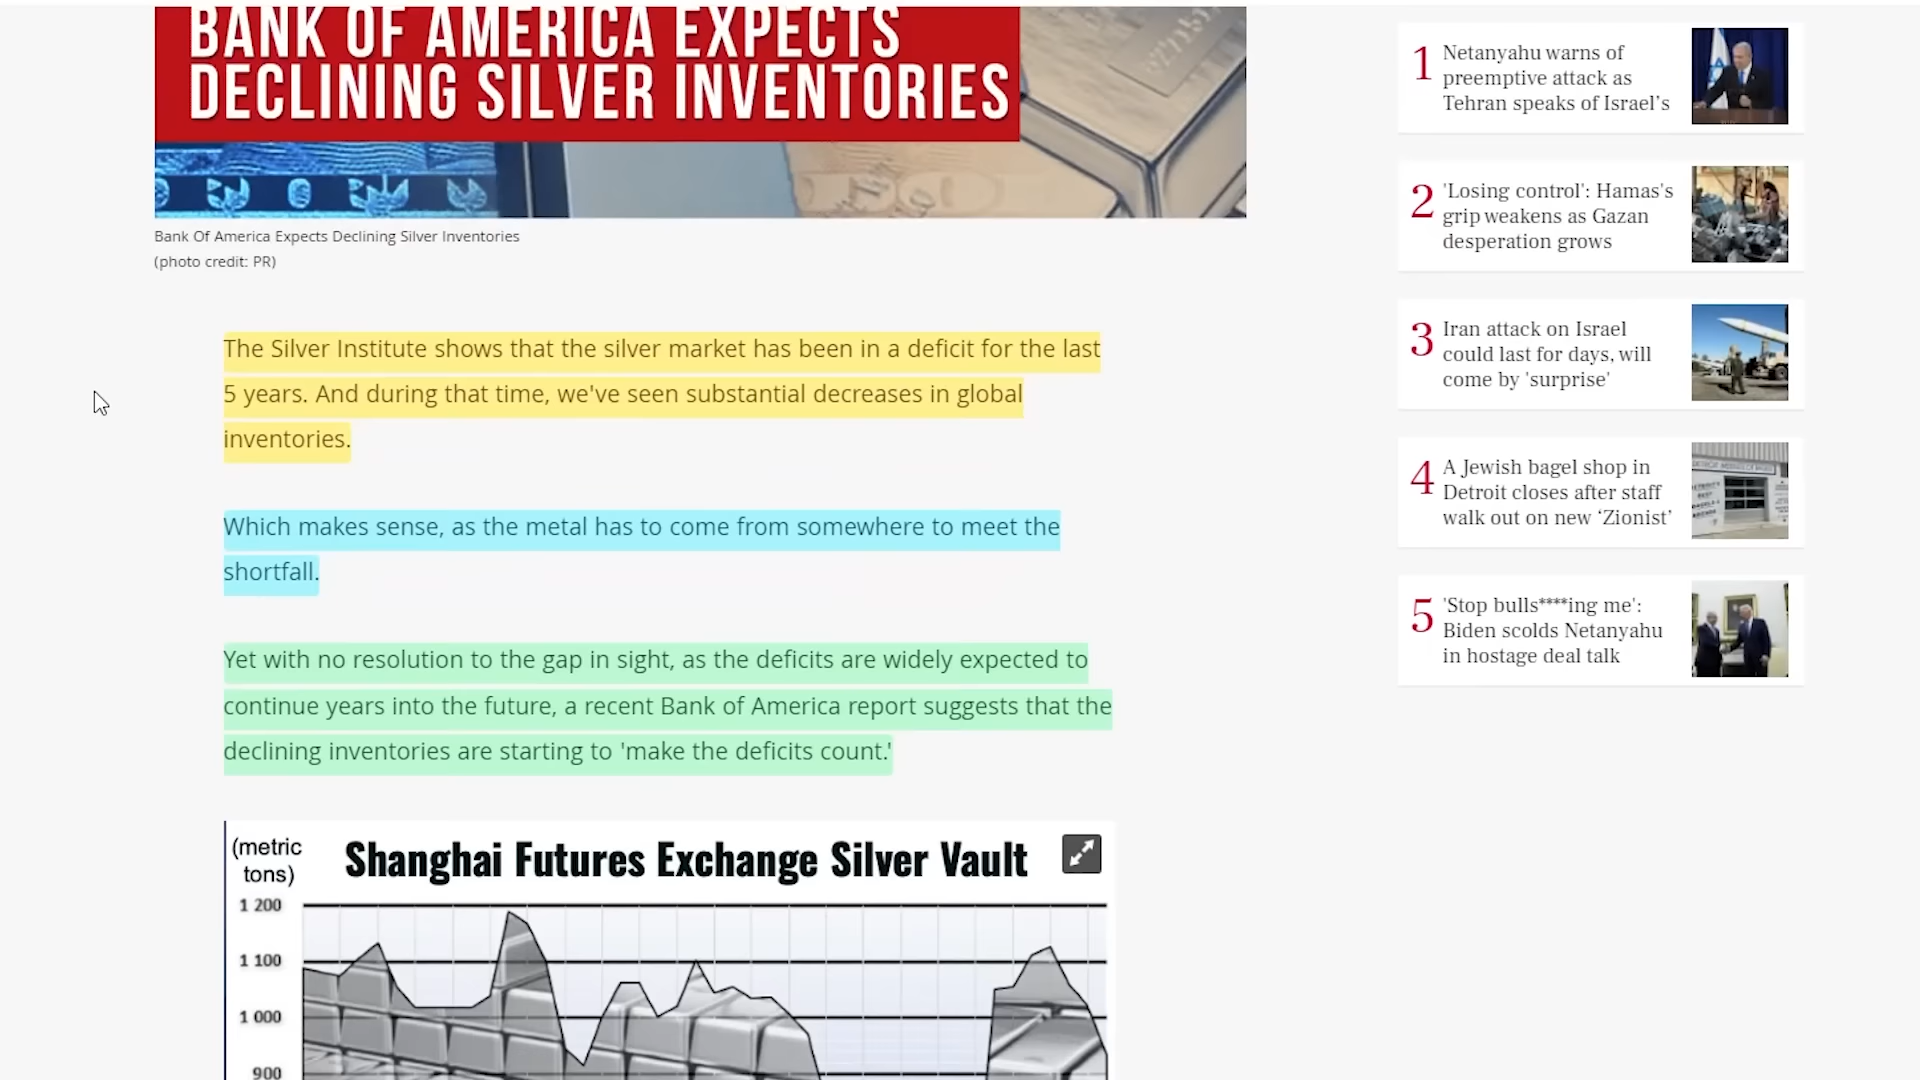 BANK OF AMERICA EXPECTS
DECLINING SILVER INVENTORIES
Bank Of America Expects Declining Silver Inventories
(photo credit: PR)
The Silver Institute shows that the silver market has been in a deficit for the last
5 years. And during that time, we've seen substantial decreases in global
inventories.
Which makes sense, as the metal has to come from somewhere to meet the
shortfall.
Yet with no resolution to the gap in sight, as the deficits are widely expected to
continue years into the future, a recent Bank of America report suggests that the
declining inventories are starting to 'make the deficits count.'
(metric
tons)
Shanghai Futures Exchange Silver Vault
1 200
1 100
1 000
900
1
Netanyahu warns of
preemptive attack as
Tehran speaks of Israel’s
2
'Losing control': Hamas's
grip weakens as Gazan
desperation grows
3
Iran attack on Israel
could last for days, will
come by 'surprise'
4
A Jewish bagel shop in
Detroit closes after staff
walk out on new ‘Zionist’
5
'Stop bulls****ing me':
Biden scolds Netanyahu
in hostage deal talk